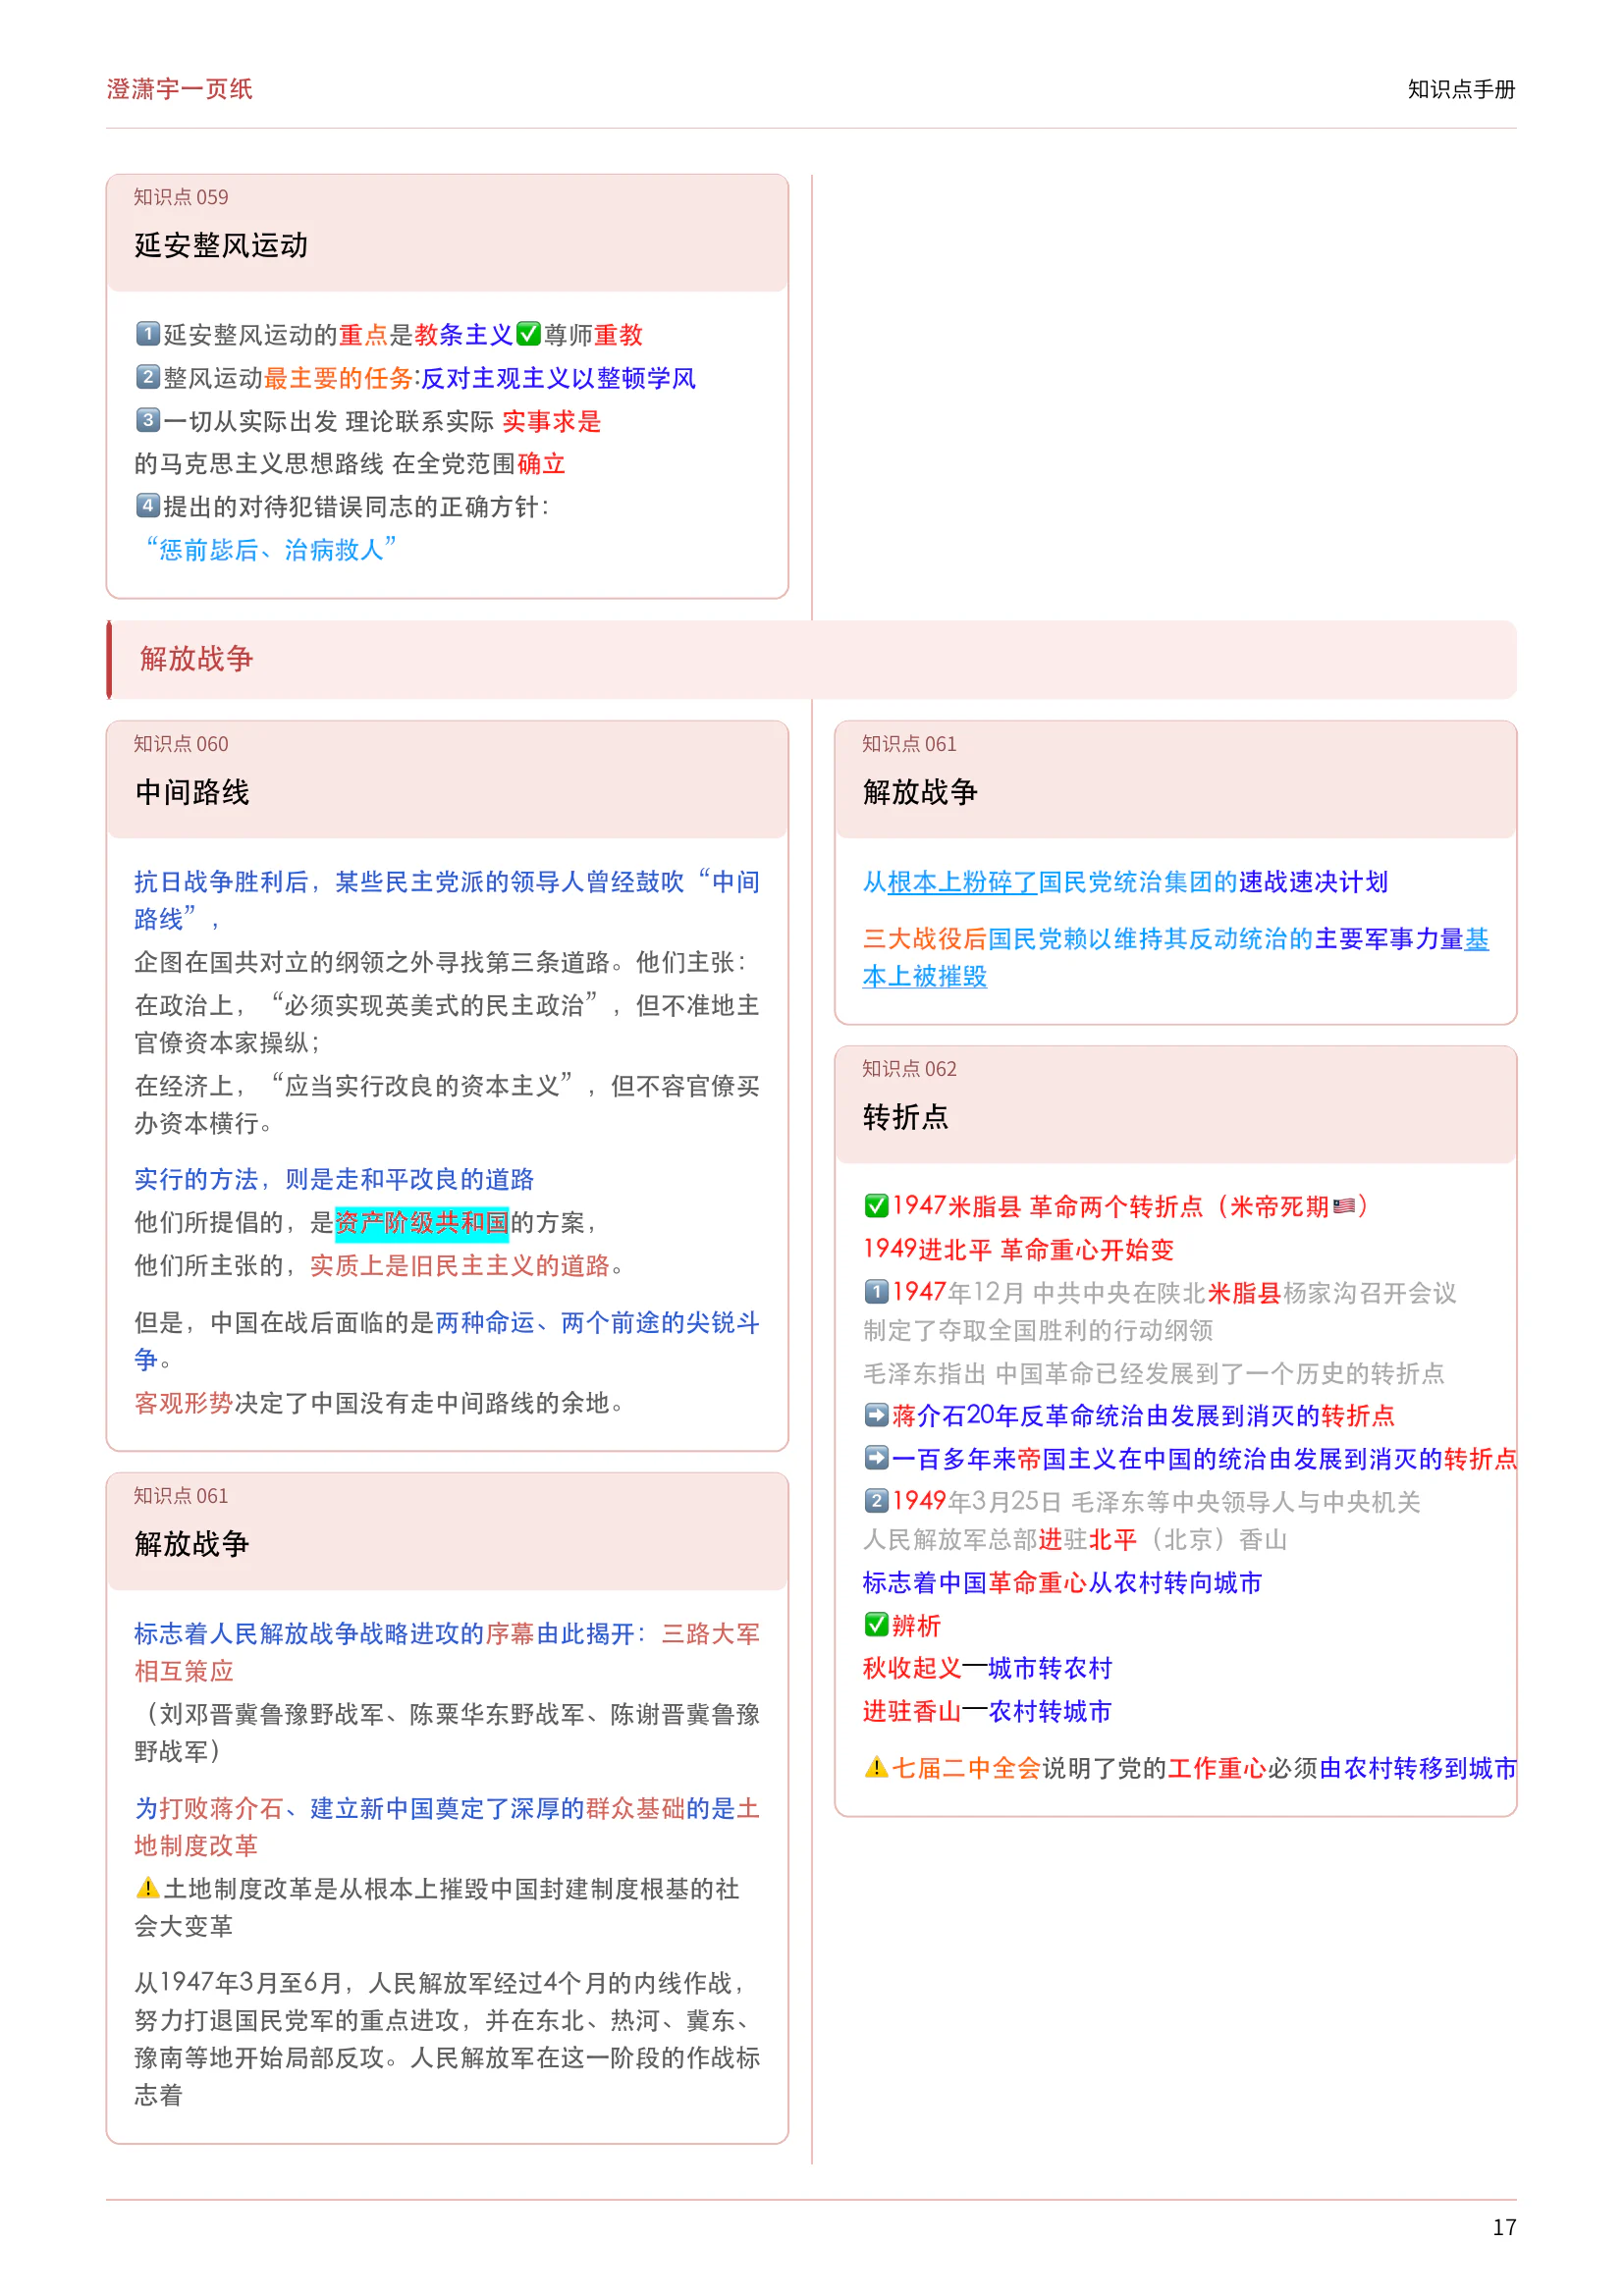 澄潇宇一页纸
知识点手册
知识点 059
延安整风运动
1️⃣延安整风运动的重点是教条主义✅尊师重教
2️⃣整风运动最主要的任务:反对主观主义以整顿学风
3️⃣一切从实际出发 理论联系实际 实事求是
的马克思主义思想路线 在全党范围确立
4️⃣提出的对待犯错误同志的正确方针：
“惩前毖后、治病救人”
解放战争
知识点 060
中间路线
抗日战争胜利后，某些民主党派的领导人曾经鼓吹“中间
路线”，
企图在国共对立的纲领之外寻找第三条道路。他们主张：
在政治上，“必须实现英美式的民主政治”，但不准地主
官僚资本家操纵；
在经济上，“应当实行改良的资本主义”，但不容官僚买
办资本横行。
实行的方法，则是走和平改良的道路
他们所提倡的，是资产阶级共和国的方案，
他们所主张的，实质上是旧民主主义的道路。
但是，中国在战后面临的是两种命运、两个前途的尖锐斗
争。
客观形势决定了中国没有走中间路线的余地。
知识点 061
解放战争
标志着人民解放战争战略进攻的序幕由此揭开：三路大军
相互策应
（刘邓晋冀鲁豫野战军、陈粟华东野战军、陈谢晋冀鲁豫
野战军）
为打败蒋介石、建立新中国奠定了深厚的群众基础的是土
地制度改革
⚠️土地制度改革是从根本上摧毁中国封建制度根基的社
会大变革
从1947年3月至6月，人民解放军经过4个月的内线作战，
努力打退国民党军的重点进攻，并在东北、热河、冀东、
豫南等地开始局部反攻。人民解放军在这一阶段的作战标
志着
知识点 061
解放战争
从根本上粉碎了国民党统治集团的速战速决计划
三大战役后国民党赖以维持其反动统治的主要军事力量基
本上被摧毁
知识点 062
转折点
✅1947米脂县 革命两个转折点（米帝死期🇺🇸）
1949进北平 革命重心开始变
1️⃣1947年12月 中共中央在陕北米脂县杨家沟召开会议
制定了夺取全国胜利的行动纲领
毛泽东指出 中国革命已经发展到了一个历史的转折点
➡️蒋介石20年反革命统治由发展到消灭的转折点
➡️一百多年来帝国主义在中国的统治由发展到消灭的转折点
2️⃣1949年3月25日 毛泽东等中央领导人与中央机关
人民解放军总部进驻北平（北京）香山
标志着中国革命重心从农村转向城市
✅辨析
秋收起义—城市转农村
进驻香山—农村转城市
⚠️七届二中全会说明了党的工作重心必须由农村转移到城市
17